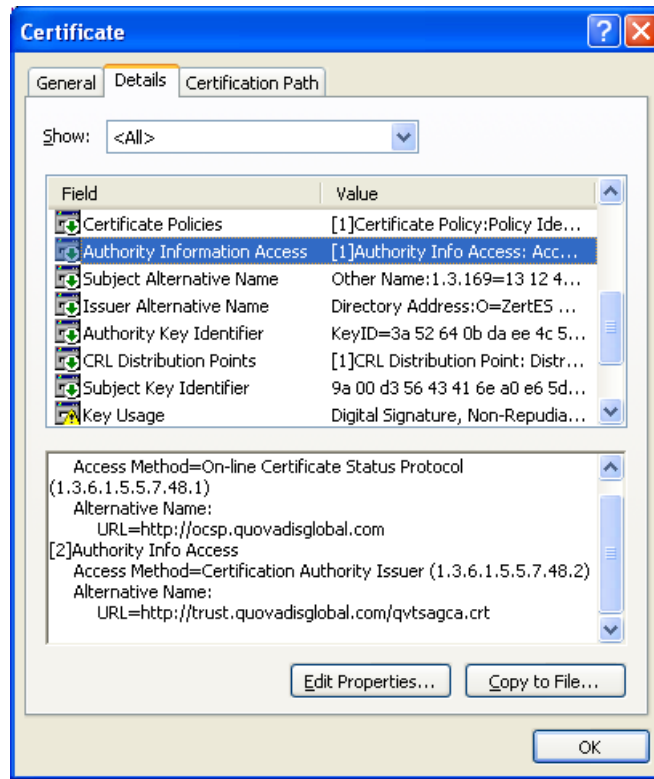 Certificate
General Details Certification Path
Show: <All>
Field Value
Certificate Policies [1]Certificate Policy:Policy Ide...
Authority Information Access [1]Authority Info Access: Acc...
Subject Alternative Name Other Name:1.3.169=13 12 4...
Issuer Alternative Name Directory Address:O=ZertES ...
Authority Key Identifier KeyID=3a 52 64 0b da ee 4c 5...
CRL Distribution Points [1]CRL Distribution Point: Distr...
Subject Key Identifier 9a 00 d3 56 43 41 6e a0 e6 5d...
Key Usage Digital Signature, Non-Repudia...
Access Method=On-line Certificate Status Protocol
(1.3.6.1.5.5.7.48.1)
Alternative Name:
URL=http://ocsp.quovadisglobal.com
[2]Authority Info Access
Access Method=Certification Authority Issuer (1.3.6.1.5.5.7.48.2)
Alternative Name:
URL=http://trust.quovadisglobal.com/qvtsagca.crt
Edit Properties... Copy to File...
OK